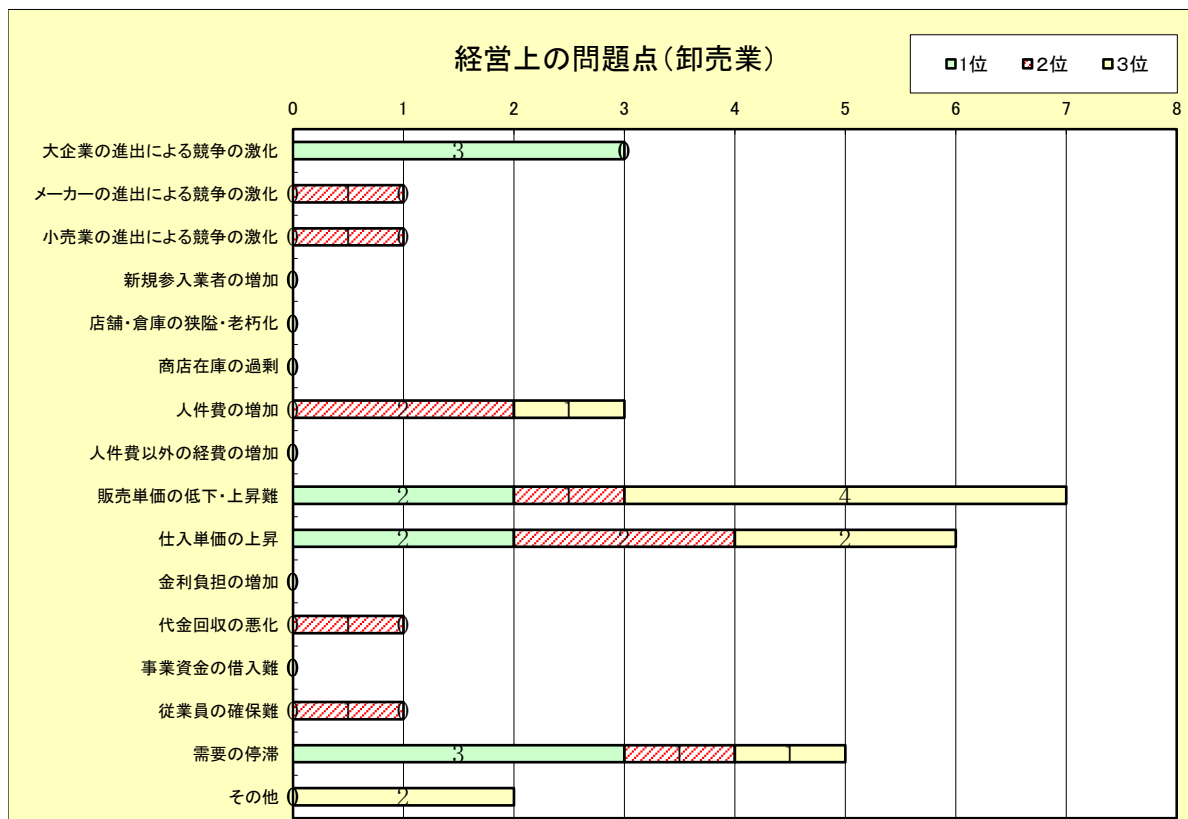 経営上の問題点(卸売業)
1位 2位 3位
0 1 2 3 4 5 6 7 8
大企業の進出による競争の激化 3 0
メーカーの進出による競争の激化 0 1 0
小売業の進出による競争の激化 0 1 0
新規参入業者の増加 0
店舗・倉庫の狭隘・老朽化 0
商店在庫の過剰 0
人件費の増加 0 2 1
人件費以外の経費の増加 0
販売単価の低下・上昇難 2 1 4
仕入単価の上昇 2 2 2
金利負担の増加 0
代金回収の悪化 0 1 0
事業資金の借入難 0
従業員の確保難 0 1 0
需要の停滞 3 1 1
その他 0 2